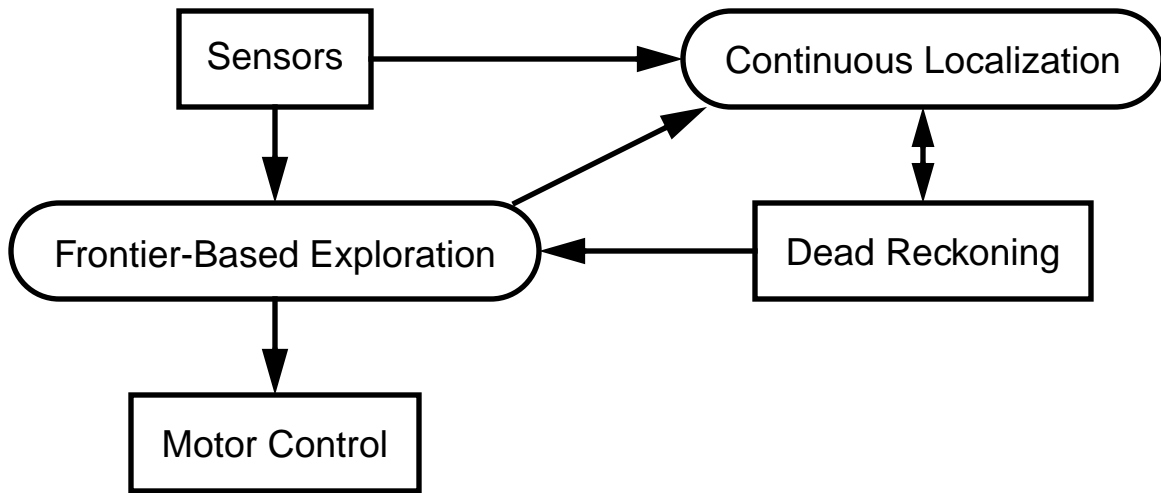 Sensors
Continuous Localization
Frontier-Based Exploration
Dead Reckoning
Motor Control